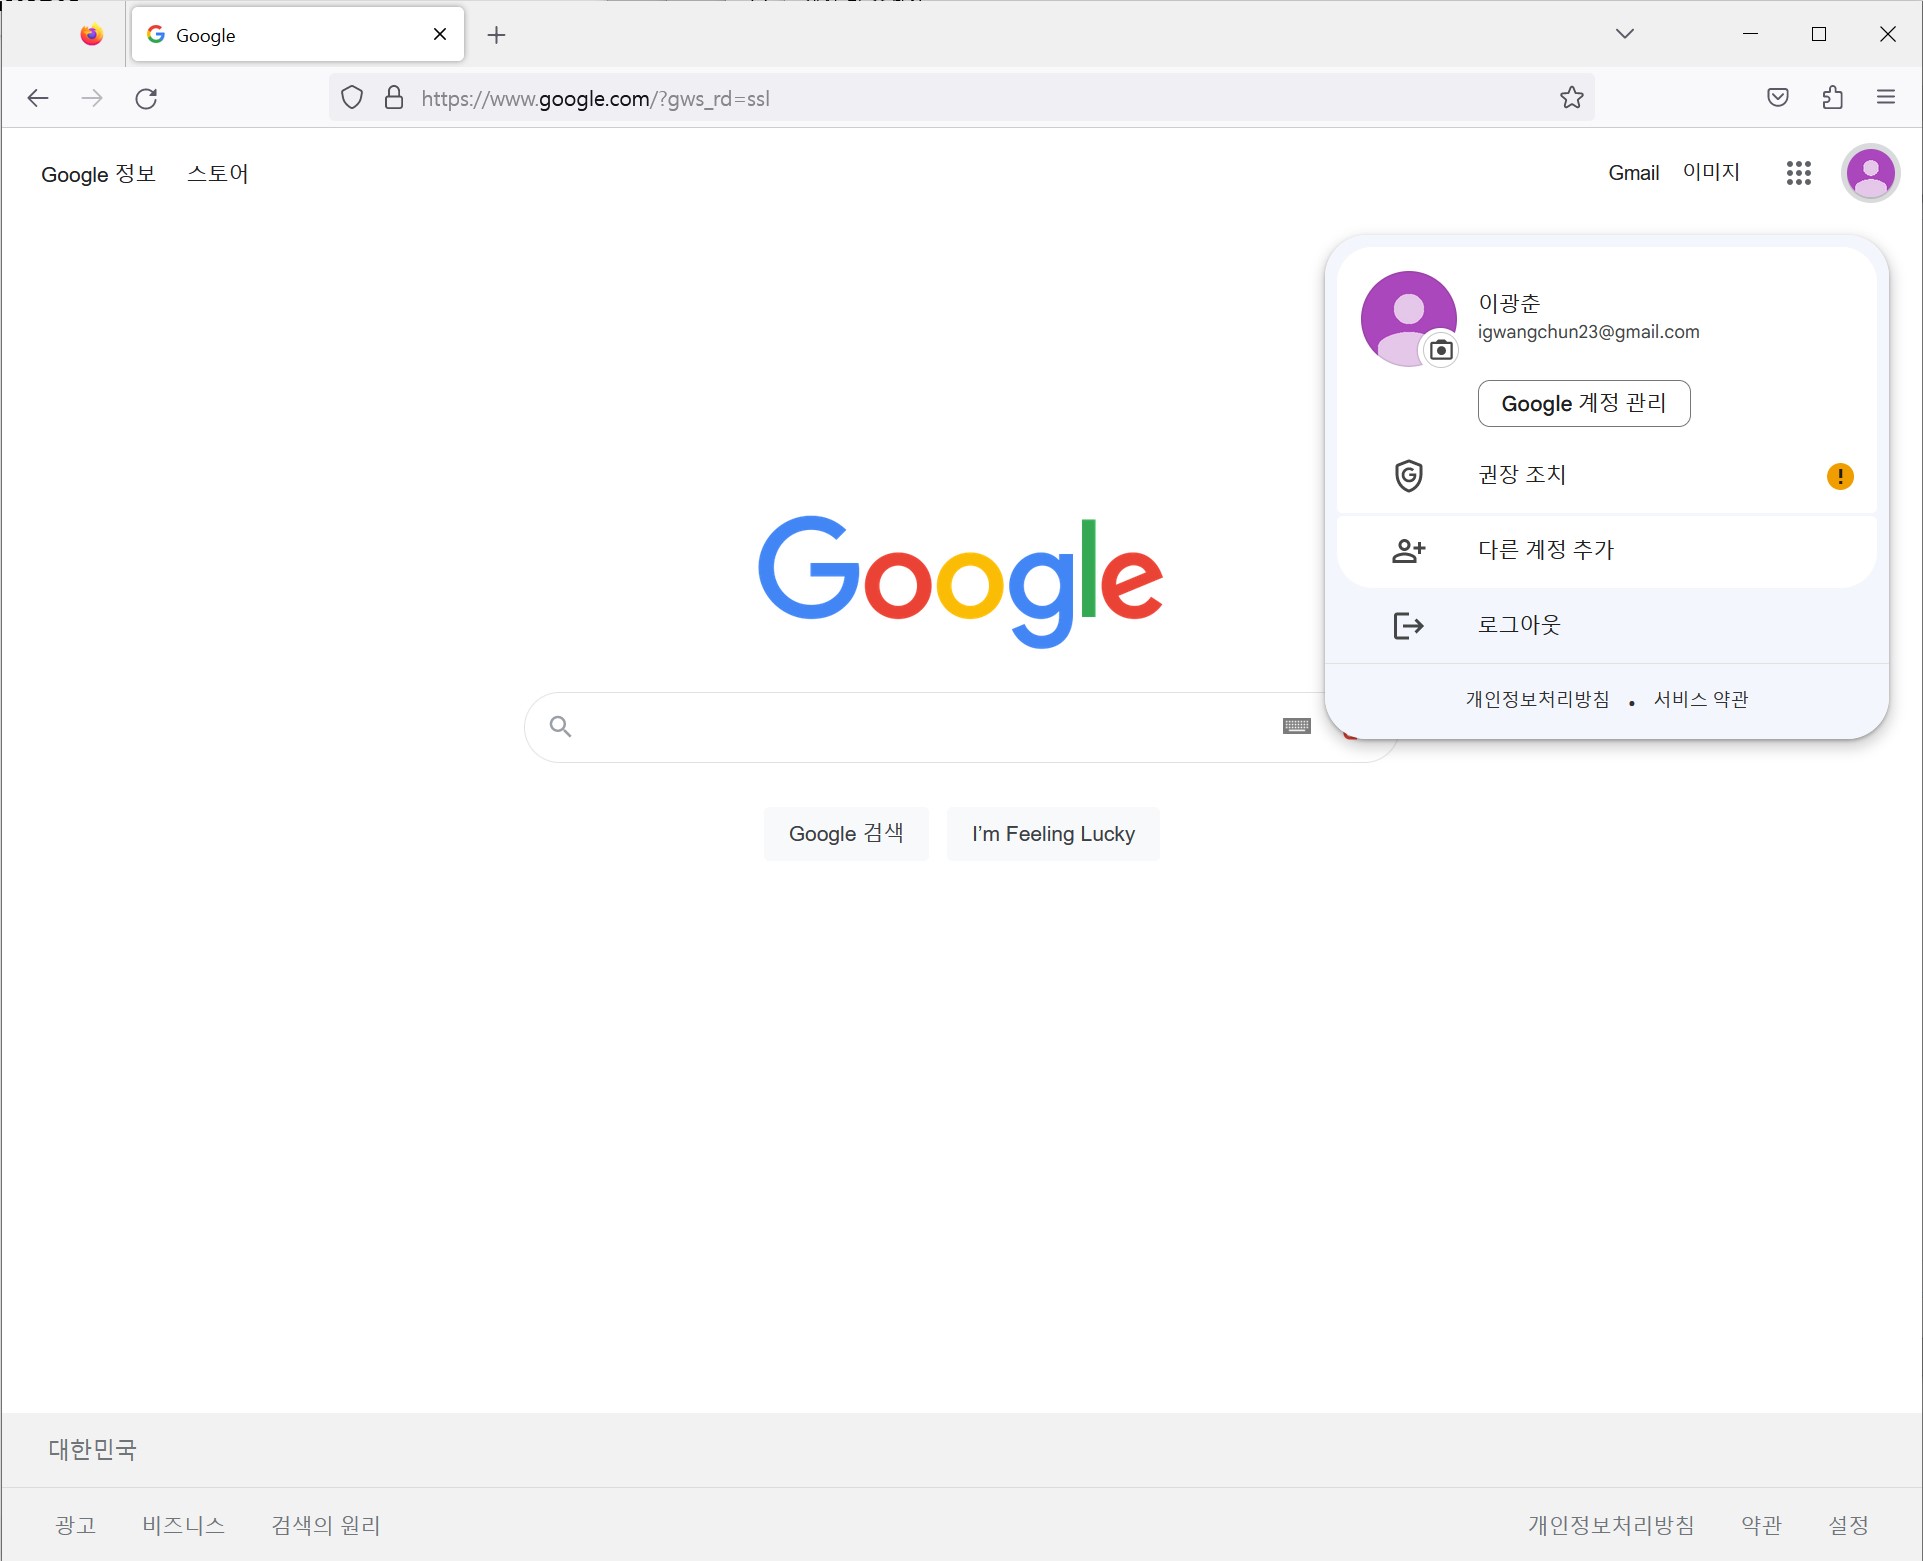 Google
https://www.google.com/?gws_rd=ssl
Google 정보 스토어
Gmail 이미지
이광춘
igwangchun23@gmail.com
Google 계정 관리
권장 조치
다른 계정 추가
로그아웃
개인정보처리방침 • 서비스 약관
Google
Google 검색 I'm Feeling Lucky
대한민국
광고 비즈니스 검색의 원리
개인정보처리방침 약관 설정